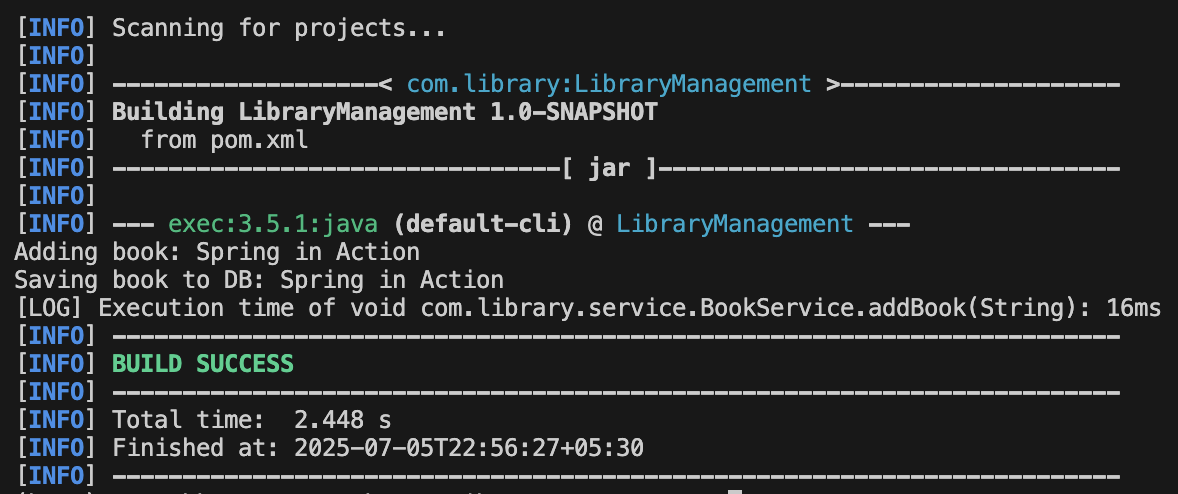 [INFO] Scanning for projects...
[INFO]
[INFO] -------------------< com.library:LibraryManagement >--------------------
[INFO] Building LibraryManagement 1.0-SNAPSHOT
[INFO]   from pom.xml
[INFO] --------------------------------[ jar ]---------------------------------
[INFO]
[INFO] --- exec:3.5.1:java (default-cli) @ LibraryManagement ---
Adding book: Spring in Action
Saving book to DB: Spring in Action
[LOG] Execution time of void com.library.service.BookService.addBook(String): 16ms
[INFO] ------------------------------------------------------------------------
[INFO] BUILD SUCCESS
[INFO] ------------------------------------------------------------------------
[INFO] Total time:  2.448 s
[INFO] Finished at: 2025-07-05T22:56:27+05:30
[INFO] ------------------------------------------------------------------------